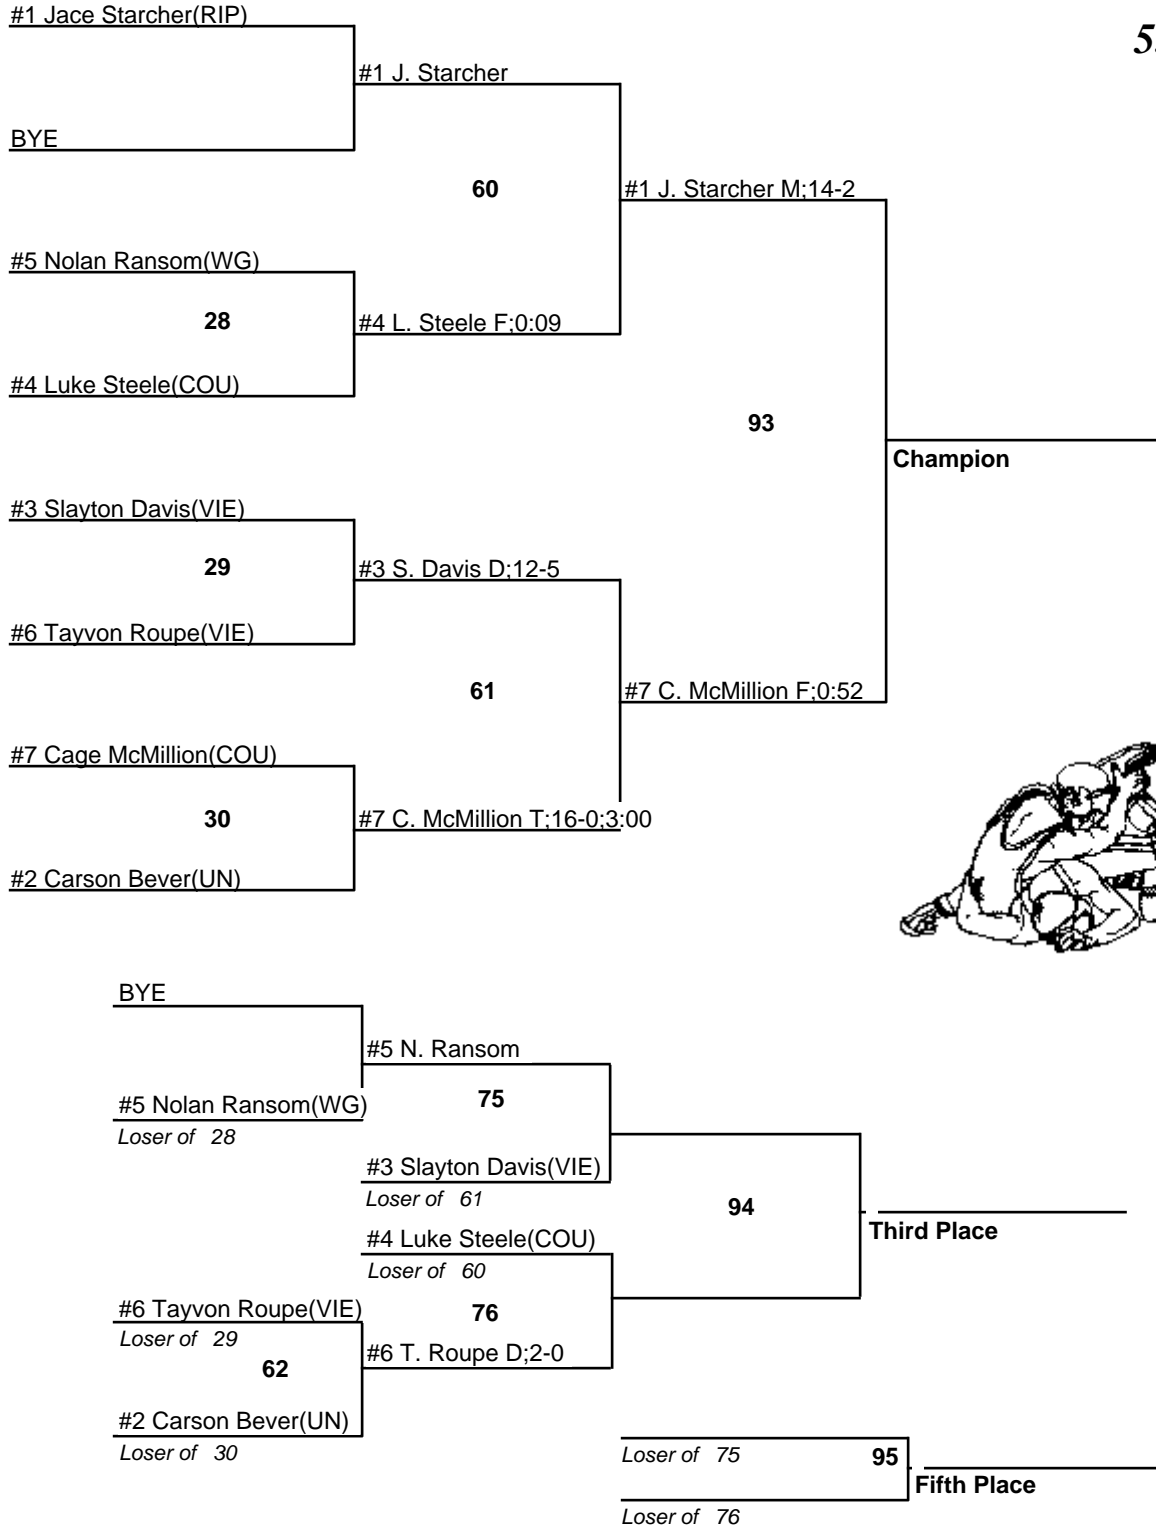 #1 Jace Starcher(RIP)
5
#1 J. Starcher
BYE
60
#1 J. Starcher M;14-2
#5 Nolan Ransom(WG)
28
#4 L. Steele F;0:09
#4 Luke Steele(COU)
93
Champion
#3 Slayton Davis(VIE)
29
#3 S. Davis D;12-5
#6 Tayvon Roupe(VIE)
61
#7 C. McMillion F;0:52
#7 Cage McMillion(COU)
30
#7 C. McMillion T;16-0;3:00
#2 Carson Bever(UN)
BYE
#5 N. Ransom
75
#5 Nolan Ransom(WG)
Loser of 28
#3 Slayton Davis(VIE)
Loser of 61
94
Third Place
#4 Luke Steele(COU)
Loser of 60
#6 Tayvon Roupe(VIE)
Loser of 29
76
62
#6 T. Roupe D;2-0
#2 Carson Bever(UN)
Loser of 30
Loser of 75
95
Fifth Place
Loser of 76